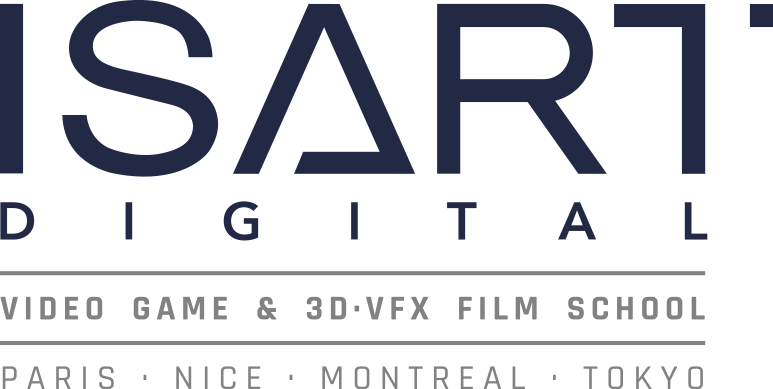 ISART
DIGITAL
VIDEO GAME & 3D·VFX FILM SCHOOL
PARIS · NICE · MONTREAL · TOKYO